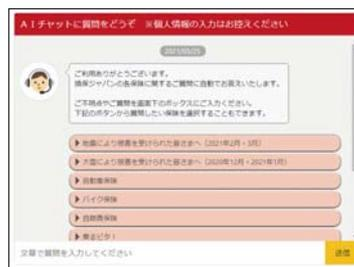 AIチャットに質問をどうぞ ※個人情報の入力はお控えください
2021/05/25
ご利用ありがとうございます。
損保ジャパンの各保険に関するご質問に自動でお答えいたします。
ご不明点やご質問を画面下のボックスにご入力ください。
下記のボタンから質問したい保険を選択することもできます。
▶ 地震により被害を受けられた皆さまへ（2021年2月・3月）
▶ 大雪により被害を受けられた皆さまへ（2020年12月・2021年1月）
▶ 自動車保険
▶ バイク保険
▶ 自賠責保険
▶ 乗るピタ！
文章で質問を入力してください
送信